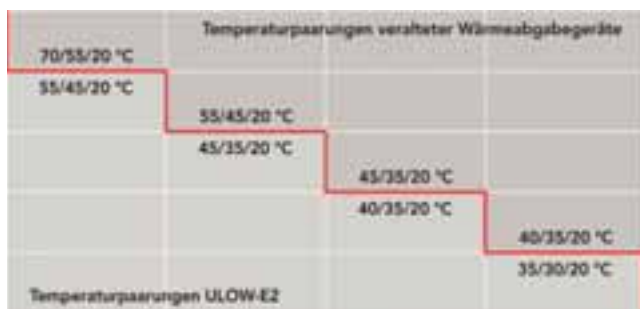 Temperaturpaarungen veralteter Wärmeabgabegeräte
70/55/20 °C
55/45/20 °C
55/45/20 °C
45/35/20 °C
45/35/20 °C
40/35/20 °C
40/35/20 °C
35/30/20 °C
Temperaturpaarungen ULOW-E2